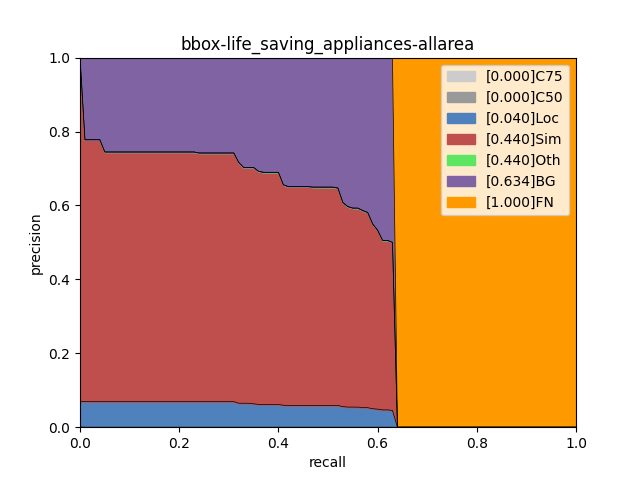 bbox-life_saving_appliances-allarea
1.0
0.8
0.6
0.4
0.2
0.0
precision
[0.000]C75
[0.000]C50
[0.040]Loc
[0.440]Sim
[0.440]Oth
[0.634]BG
[1.000]FN
0.0 0.2 0.4 0.6 0.8 1.0
recall